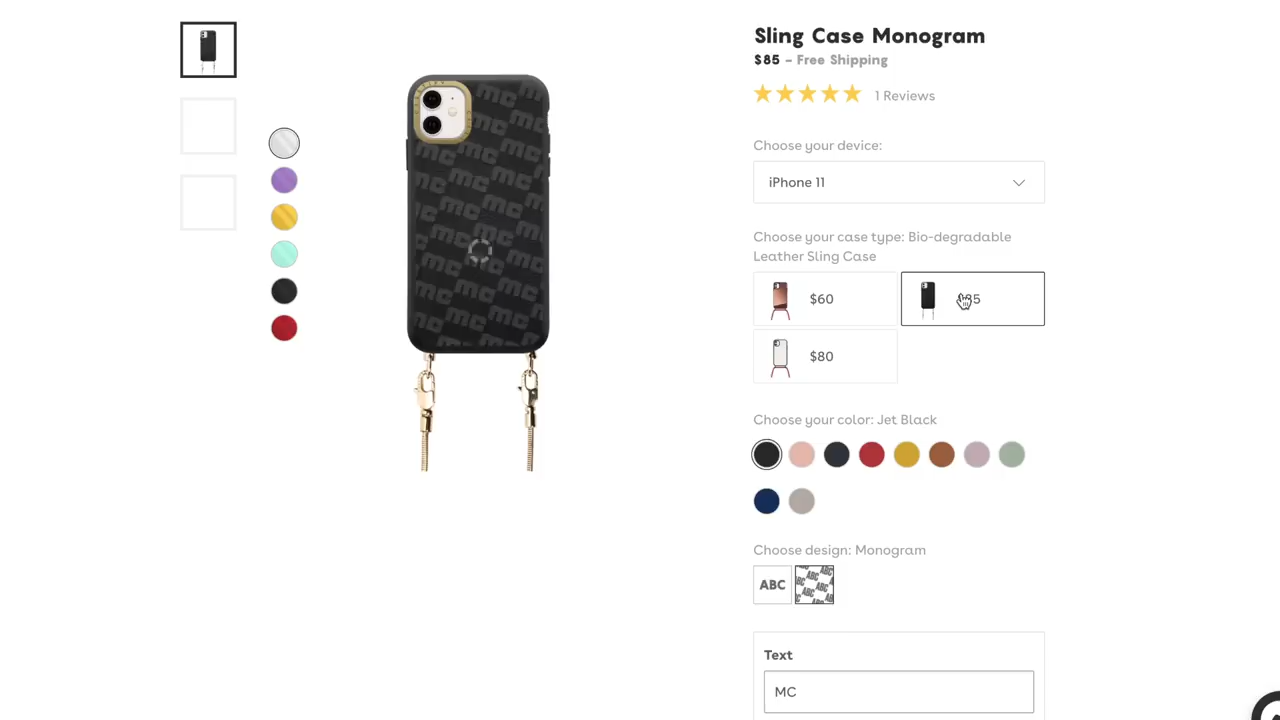 Sling Case Monogram
$85 – Free Shipping
1 Reviews
Choose your device:
iPhone 11
Choose your case type: Bio-degradable
Leather Sling Case
$60
$80
Choose your color: Jet Black
Choose design: Monogram
ABC
Text
MC